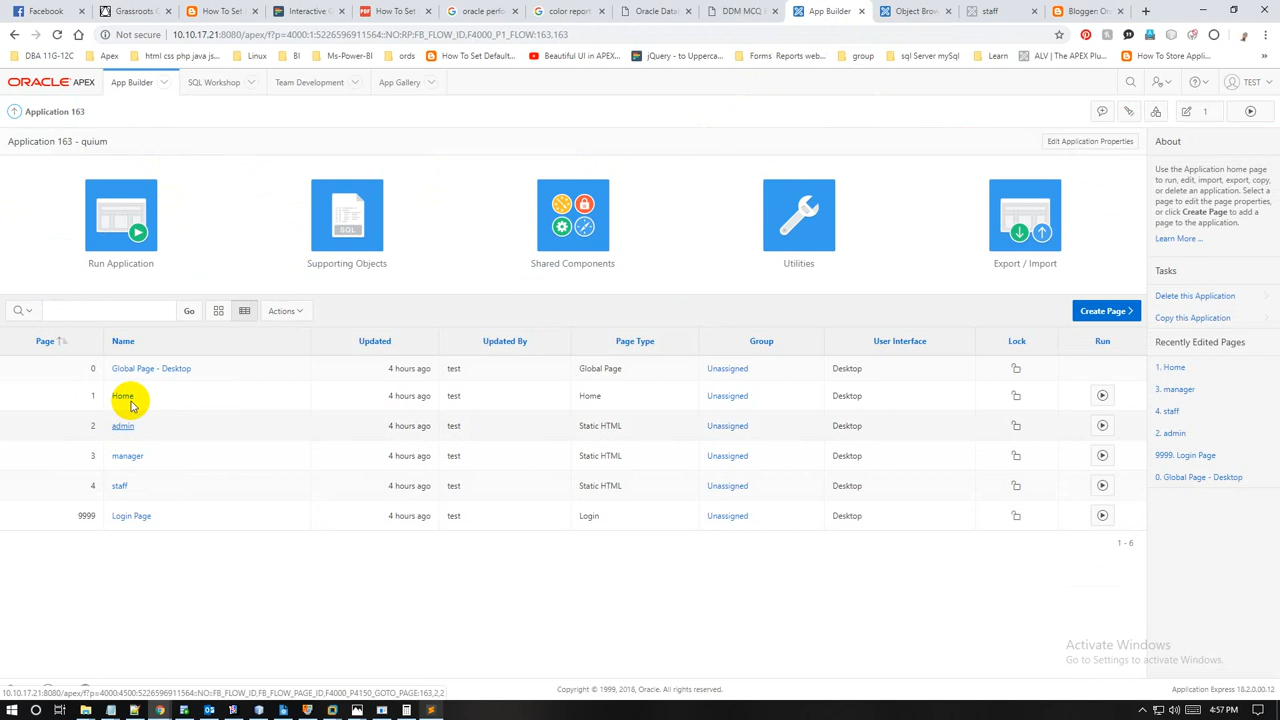 Facebook
Grassroots C
How To Set
Interactive G
How To Set
oracle perfo
color report
Oracle Data
DDM MCQ E
App Builder
Object Brow
staff
Bloggen Ov
Not secure
10.10.17.21:8080/apex/f?p=4000:1:5226596911564::NO:RP:FB_FLOW_ID,F4000_P1_FLOW:163,163
DBA 11G-12C
Apex
html css php java js
Linux
BI
Ms-Power-BI
How To Set Default...
Beautiful UI in APEX...
jQuery - to Upperca...
Forms Reports web...
group
sql Server mySql
Learn
ALV | The APEX Plu...
How To Store Appli...
ORACLE APEX
App Builder
SQL Workshop
Team Development
App Gallery
TEST
Application 163
1
Application 163 - quium
Edit Application Properties
About
Use the Application home page
to run, edit, import, export, copy,
or delete an application. Select a
page to edit the page properties,
or click Create Page to add a
page to the application.
Learn More ...
SQL
Run Application
Supporting Objects
Shared Components
Utilities
Export / Import
Tasks
Delete this Application
Copy this Application
Go
Actions
Create Page
Page Name Updated Updated By Page Type Group User Interface Lock Run
0 Global Page - Desktop 4 hours ago test Global Page Unassigned Desktop
1 Home 4 hours ago test Home Unassigned Desktop
2 admin 4 hours ago test Static HTML Unassigned Desktop
3 manager 4 hours ago test Static HTML Unassigned Desktop
4 staff 4 hours ago test Static HTML Unassigned Desktop
9999 Login Page 4 hours ago test Login Unassigned Desktop
1 - 6
Recently Edited Pages
1. Home
3. manager
4. staff
2. admin
9999. Login Page
0. Global Page - Desktop
Activate Windows
Go to Settings to activate Windows.
10.10.17.21:8080/apex/f?p=4000:4500:5226596911564::NO:FB_FLOW_ID,FB_FLOW_PAGE_ID,F4000_P4150_GOTO_PAGE:163,2,2
Copyright © 1999, 2018, Oracle. All rights reserved.
Application Express 18.2.0.00.12
4:57 PM